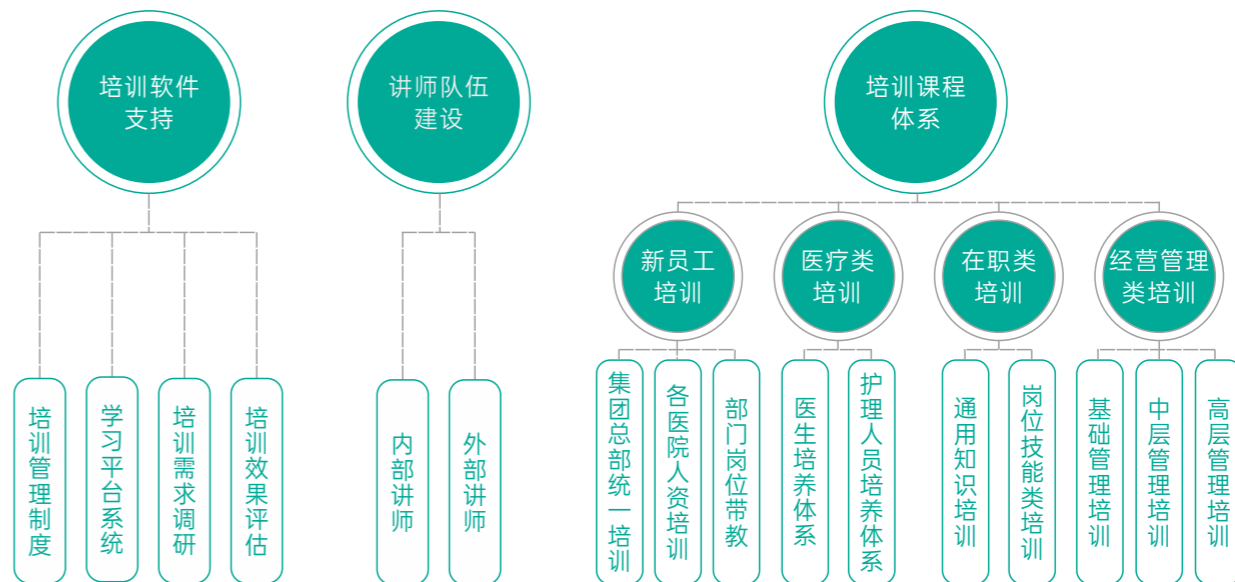 培训软件
支持
讲师队伍
建设
培训课程
体系
新员工
培训
医疗类
培训
在职类
培训
经营管理
类培训
培训管理制度
学习平台系统
培训需求调研
培训效果评估
内部讲师
外部讲师
集团总部统一培训
各医院人资培训
部门岗位带教
医生培养体系
护理人员培养体系
通用知识培训
岗位技能类培训
基础管理培训
中层管理培训
高层管理培训